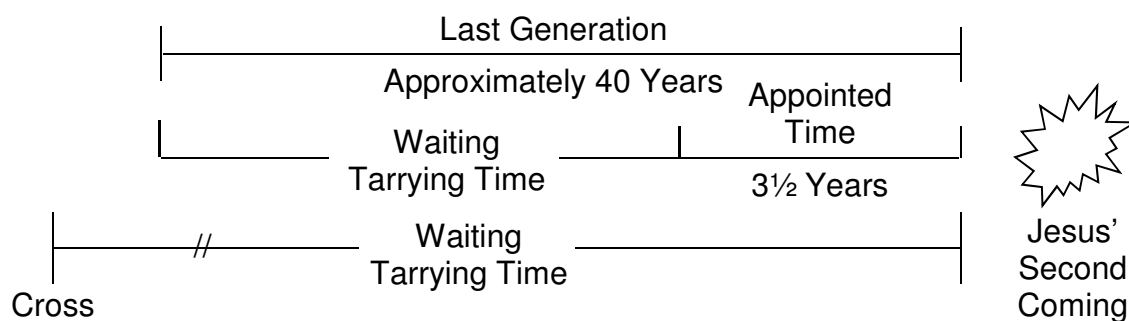 Last Generation
Approximately 40 Years
Appointed
Time
Waiting
Tarrying Time
3½ Years
Waiting
Tarrying Time
Cross
Jesus’
Second
Coming